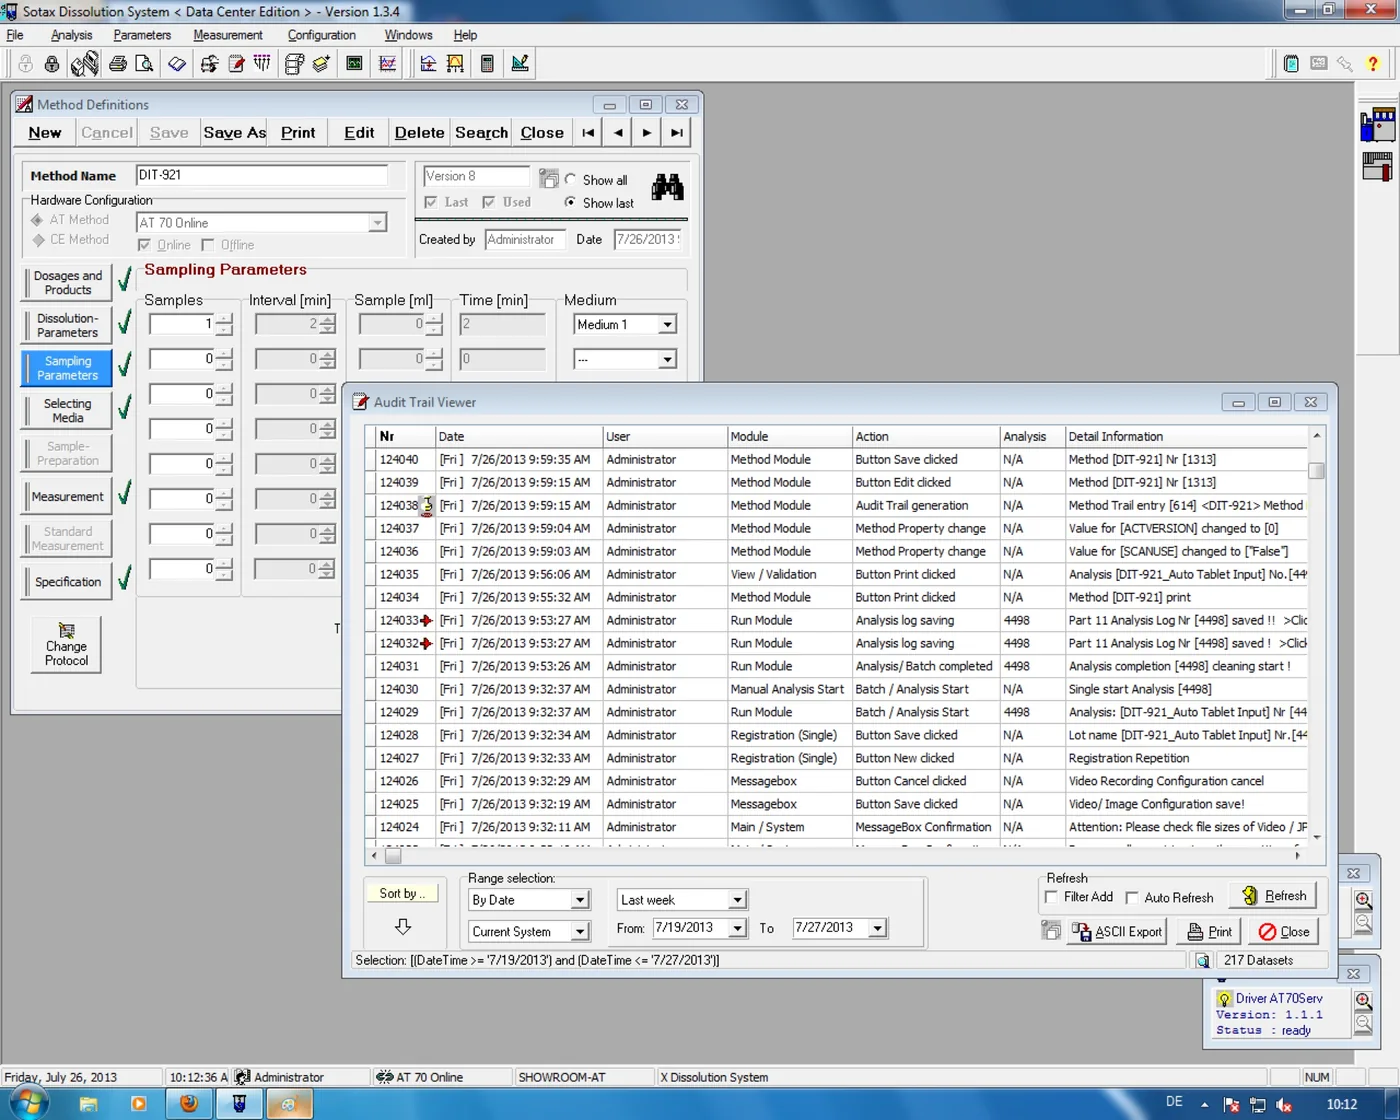 Sotax Dissolution System < Data Center Edition > - Version 1.3.4
File Analysis Parameters Measurement Configuration Windows Help
Method Definitions
New Cancel Save Save As Print Edit Delete Search Close
Method Name DIT-921
Version 8 Show all
Last Used Show last
Hardware Configuration
AT Method AT 70 Online
CE Method Online Offline
Created by Administrator Date 7/26/2013
Dosages and Products
Dissolution-Parameters
Sampling Parameters
Selecting Media
Sample-Preparation
Measurement
Standard Measurement
Specification
Change Protocol
Sampling Parameters
Samples Interval [min] Sample [ml] Time [min] Medium
1 2 0 2 Medium 1
0 0 0 0 ---
0 0
0 0
0 0
0 0
0 0
0 0
T
Audit Trail Viewer
Nr Date User Module Action Analysis Detail Information
124040 [Fri ] 7/26/2013 9:59:35 AM Administrator Method Module Button Save clicked N/A Method [DIT-921] Nr [1313]
124039 [Fri ] 7/26/2013 9:59:15 AM Administrator Method Module Button Edit clicked N/A Method [DIT-921] Nr [1313]
124038 [Fri ] 7/26/2013 9:59:15 AM Administrator Method Module Audit Trail generation N/A Method Trail entry [614] <DIT-921> Method
124037 [Fri ] 7/26/2013 9:59:04 AM Administrator Method Module Method Property change N/A Value for [ACTVERSION] changed to [0]
124036 [Fri ] 7/26/2013 9:59:03 AM Administrator Method Module Method Property change N/A Value for [SCANUSE] changed to ["False"]
124035 [Fri ] 7/26/2013 9:56:06 AM Administrator View / Validation Button Print clicked N/A Analysis [DIT-921_Auto Tablet Input] No.[44
124034 [Fri ] 7/26/2013 9:55:32 AM Administrator Method Module Button Print clicked N/A Method [DIT-921] print
124033 [Fri ] 7/26/2013 9:53:27 AM Administrator Run Module Analysis log saving 4498 Part 11 Analysis Log Nr [4498] saved !! >Clic
124032 [Fri ] 7/26/2013 9:53:27 AM Administrator Run Module Analysis log saving 4498 Part 11 Analysis Log Nr [4498] saved ! >Click
124031 [Fri ] 7/26/2013 9:53:26 AM Administrator Run Module Analysis/ Batch completed 4498 Analysis completion [4498] cleaning start !
124030 [Fri ] 7/26/2013 9:32:37 AM Administrator Manual Analysis Start Batch / Analysis Start N/A Single start Analysis [4498]
124029 [Fri ] 7/26/2013 9:32:37 AM Administrator Run Module Batch / Analysis Start 4498 Analysis: [DIT-921_Auto Tablet Input] Nr [44
124028 [Fri ] 7/26/2013 9:32:34 AM Administrator Registration (Single) Button Save clicked N/A Lot name [DIT-921_Auto Tablet Input] Nr.[44
124027 [Fri ] 7/26/2013 9:32:33 AM Administrator Registration (Single) Button New clicked N/A Registration Repetition
124026 [Fri ] 7/26/2013 9:32:29 AM Administrator Messagebox Button Cancel clicked N/A Video Recording Configuration cancel
124025 [Fri ] 7/26/2013 9:32:19 AM Administrator Messagebox Button Save clicked N/A Video/ Image Configuration save!
124024 [Fri ] 7/26/2013 9:32:11 AM Administrator Main / System MessageBox Confirmation N/A Attention: Please check file sizes of Video / JP
Sort by ..
Range selection:
By Date Last week
Current System From: 7/19/2013 To 7/27/2013
Refresh
Filter Add Auto Refresh Refresh
ASCII Export Print Close
Selection: [(DateTime >= '7/19/2013') and (DateTime <= '7/27/2013')] 217 Datasets
Driver AT70Serv
Version: 1.1.1
Status : ready
Friday, July 26, 2013 10:12:36 A Administrator AT 70 Online SHOWROOM-AT X Dissolution System NUM
DE 10:12